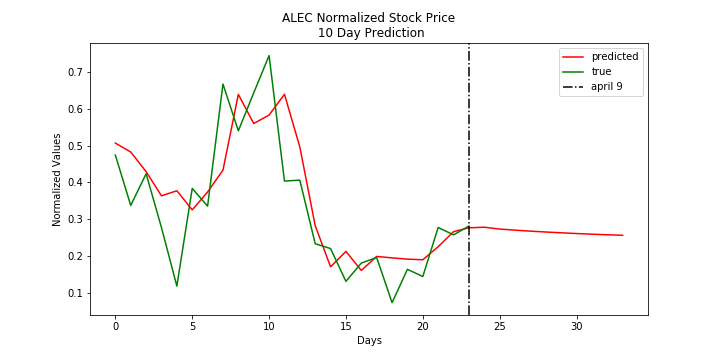 ALEC Normalized Stock Price
10 Day Prediction
Normalized Values
0.7
0.6
0.5
0.4
0.3
0.2
0.1
predicted
true
april 9
0 5 10 15 20 25 30
Days